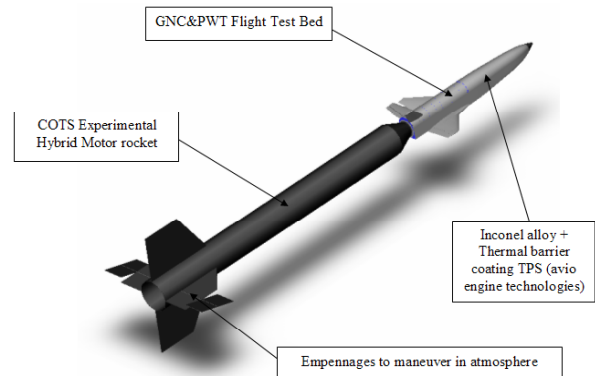 GNC&PWT Flight Test Bed
COTS Experimental
Hybrid Motor rocket
Inconel alloy +
Thermal barrier
coating TPS (avio
engine technologies)
Empennages to maneuver in atmosphere